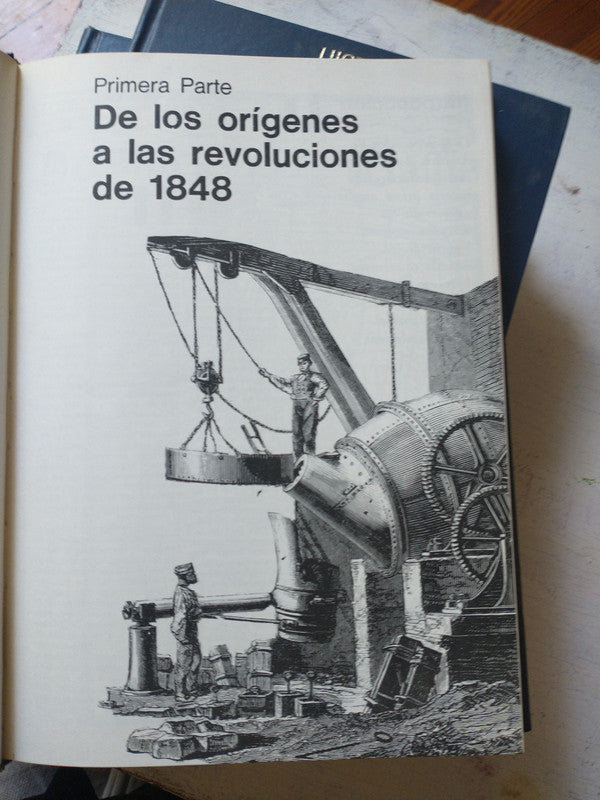 Primera Parte
De los orígenes
a las revoluciones
de 1848